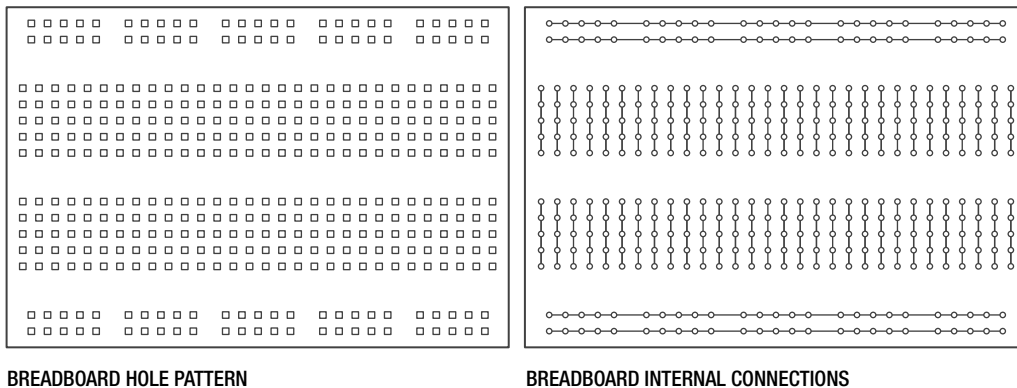 BREADBOARD HOLE PATTERN
BREADBOARD INTERNAL CONNECTIONS